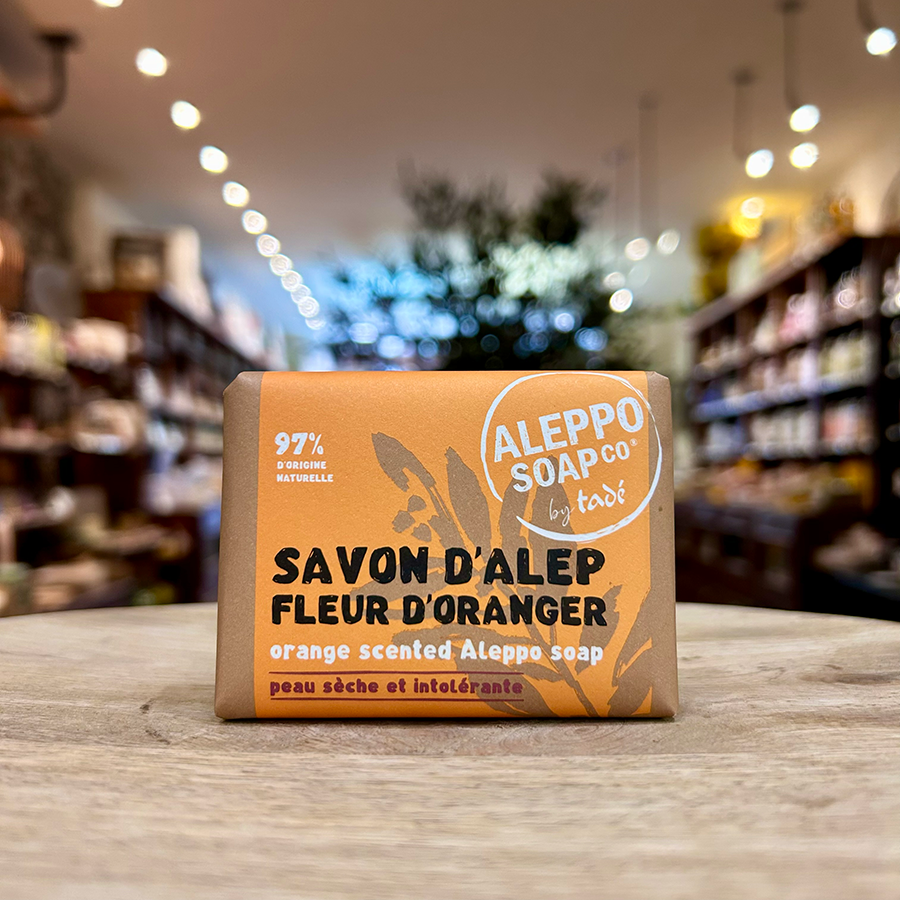 97%
D'ORIGINE
NATURELLE
ALEPPO
SOAP CO®
by tadé
SAVON D'ALEP
FLEUR D'ORANGER
orange scented Aleppo soap
peau sèche et intolérante